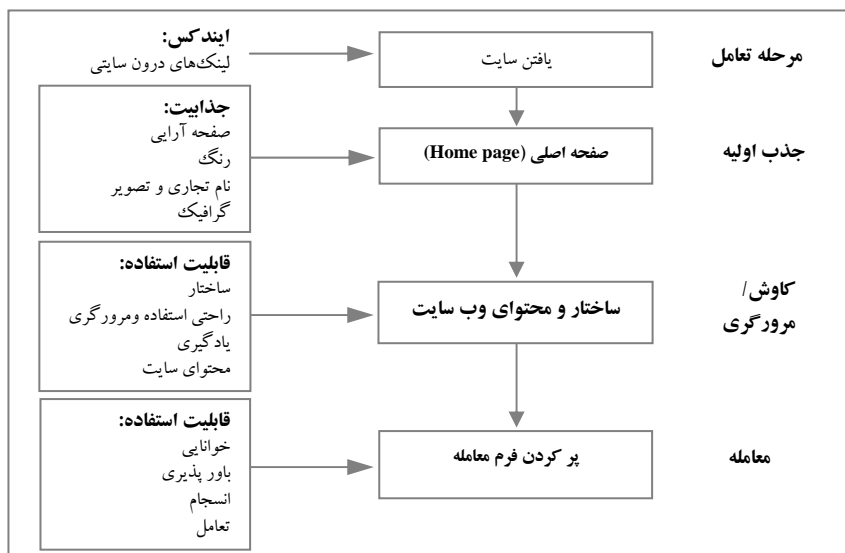 مرحله تعامل
یافتن سایت
ایندکس:
لینک‌های درون سایتی
جذب اولیه
صفحه اصلی (Home page)
جذابیت:
صفحه آرایی
رنگ
نام تجاری و تصویر
گرافیک
کاوش/
مرورگری
ساختار و محتوای وب سایت
قابلیت استفاده:
ساختار
راحتی استفاده ومرورگری
یادگیری
محتوای سایت
معامله
پر کردن فرم معامله
قابلیت استفاده:
خوانایی
باور پذیری
انسجام
تعامل